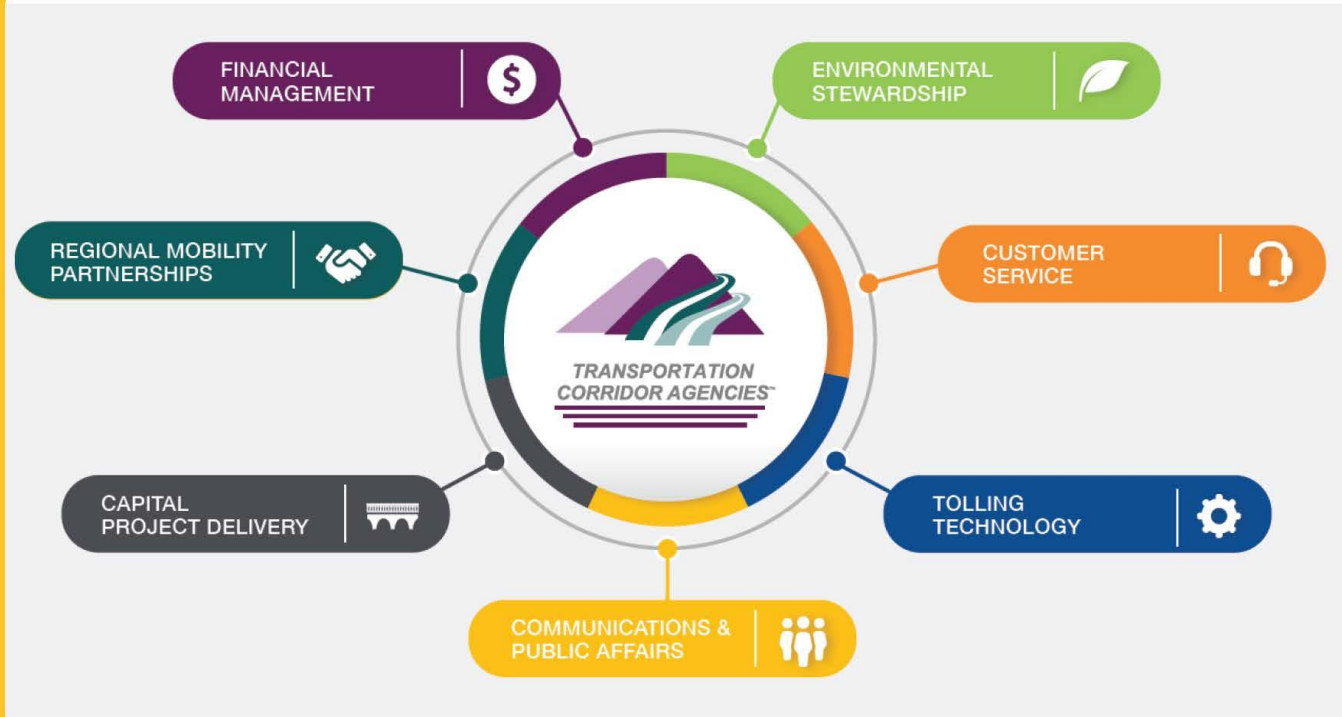 FINANCIAL
MANAGEMENT
$
ENVIRONMENTAL
STEWARDSHIP
REGIONAL MOBILITY
PARTNERSHIPS
CUSTOMER
SERVICE
TRANSPORTATION
CORRIDOR AGENCIES™
CAPITAL
PROJECT DELIVERY
TOLLING
TECHNOLOGY
COMMUNICATIONS &
PUBLIC AFFAIRS